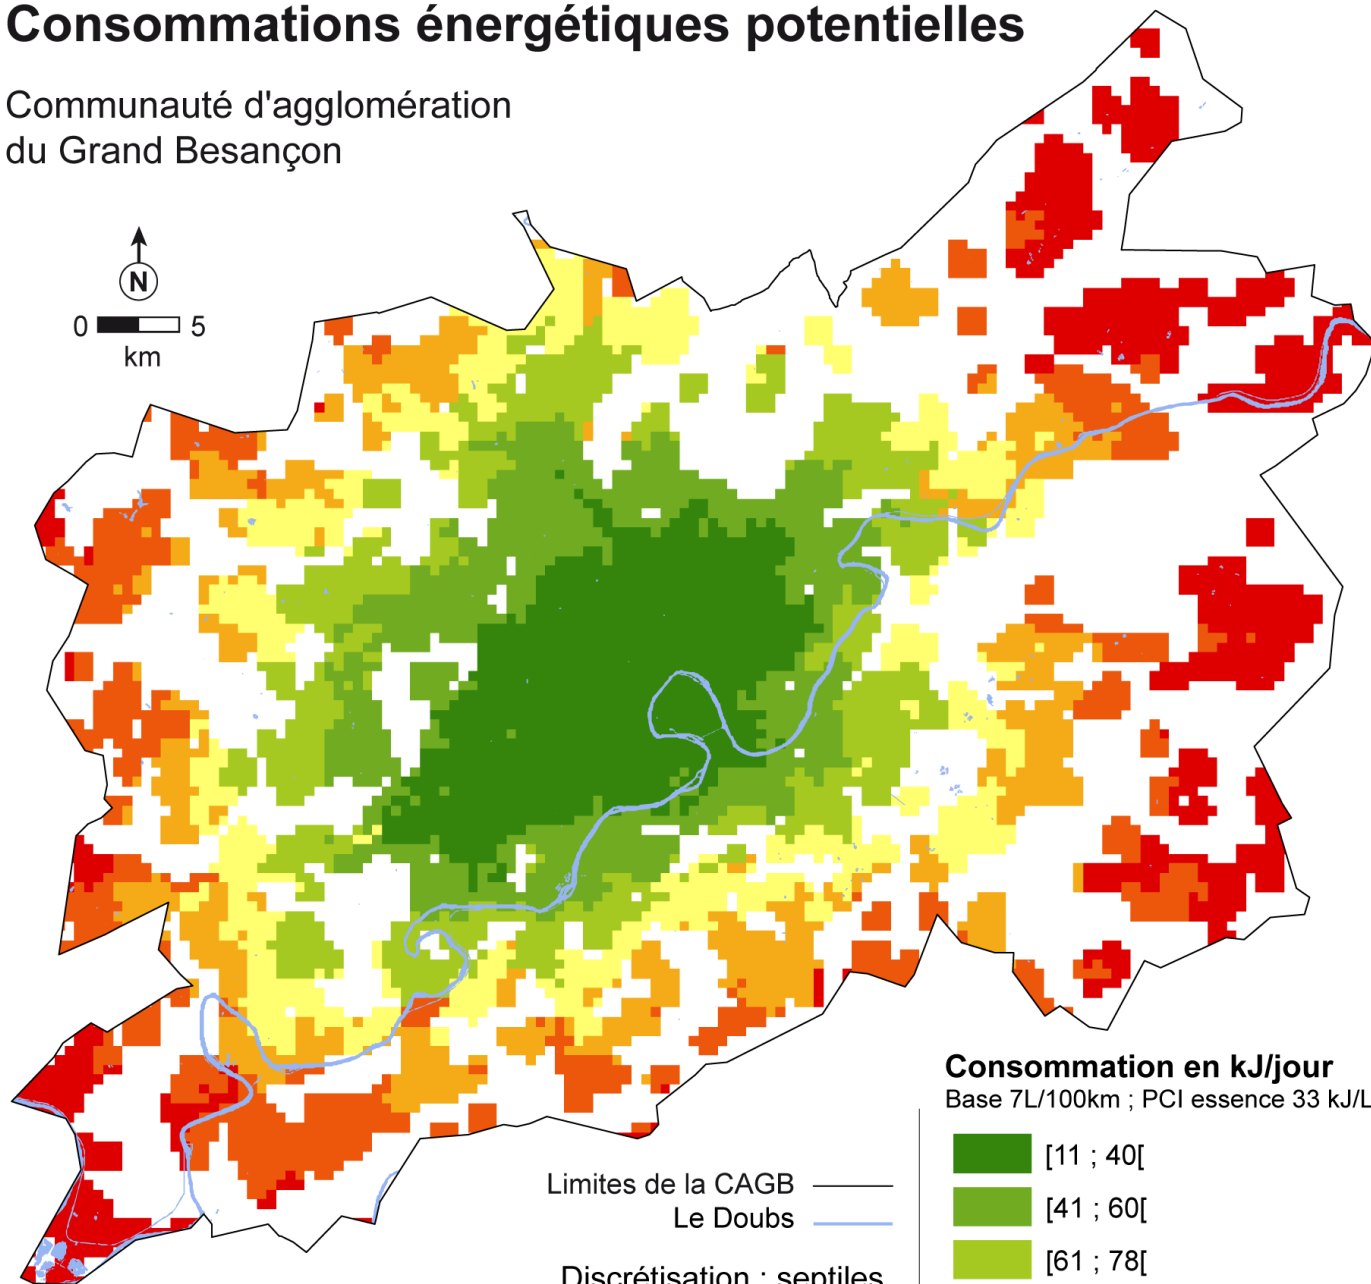 Consommations énergétiques potentielles
Communauté d'agglomération
du Grand Besançon
N
0 5
km
Consommation en kJ/jour
Base 7L/100km ; PCI essence 33 kJ/L
[11 ; 40[
[41 ; 60[
[61 ; 78[
Limites de la CAGB
Le Doubs
Discrétisation : septiles